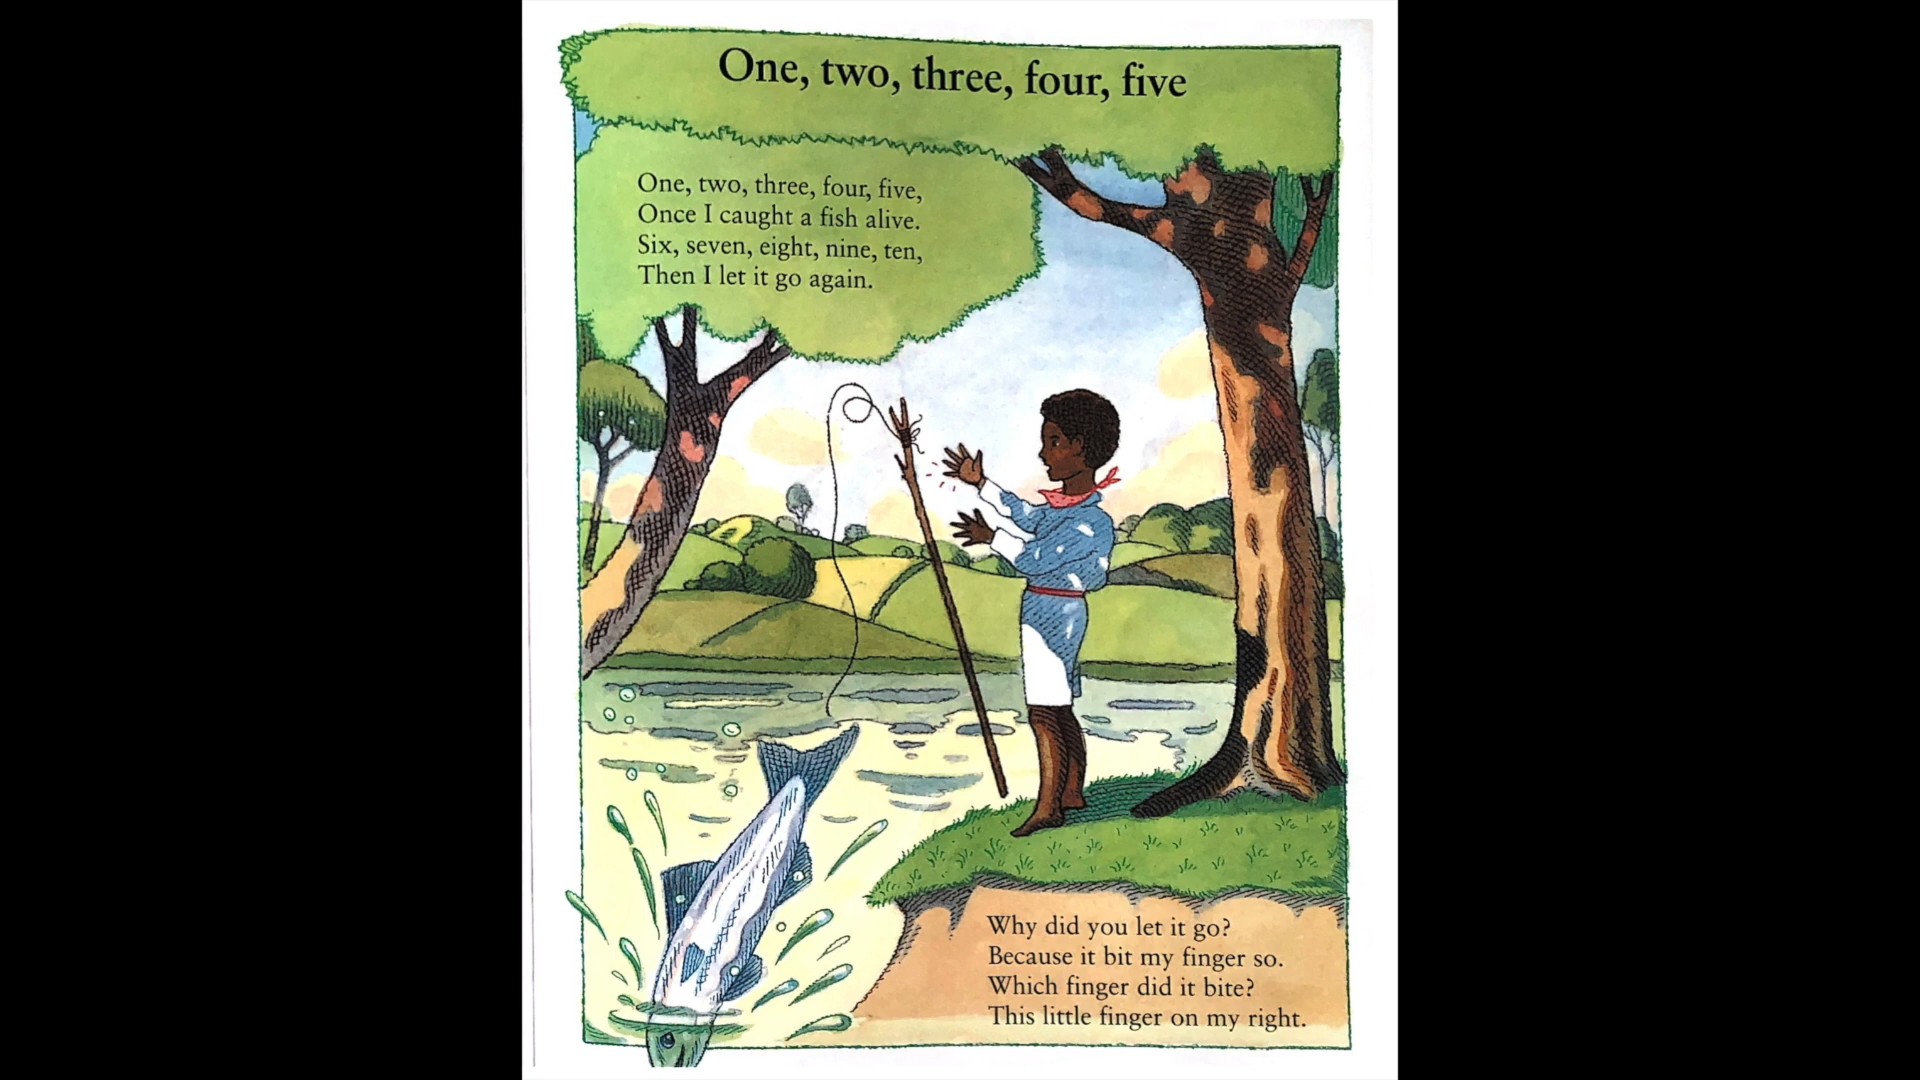 One, two, three, four, five
One, two, three, four, five,
Once I caught a fish alive.
Six, seven, eight, nine, ten,
Then I let it go again.
Why did you let it go?
Because it bit my finger so.
Which finger did it bite?
This little finger on my right.